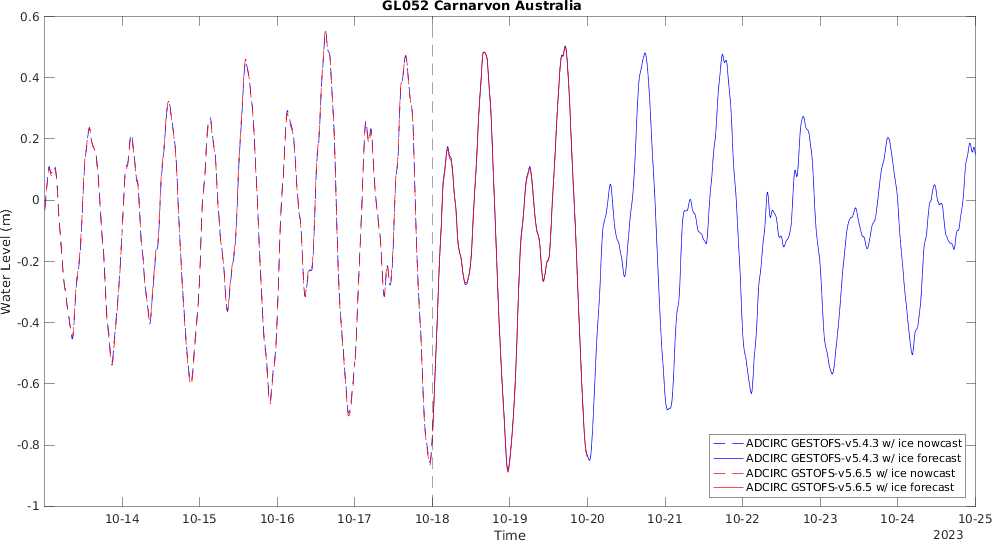 GL052 Carnarvon Australia
0.6
0.4
0.2
0
-0.2
-0.4
-0.6
-0.8
-1
Water Level (m)
10-14 10-15 10-16 10-17 10-18 10-19 10-20 10-21 10-22 10-23 10-24 10-25
Time
2023
ADCIRC GESTOFS-v5.4.3 w/ ice nowcast
ADCIRC GESTOFS-v5.4.3 w/ ice forecast
ADCIRC GSTOFS-v5.6.5 w/ ice nowcast
ADCIRC GSTOFS-v5.6.5 w/ ice forecast